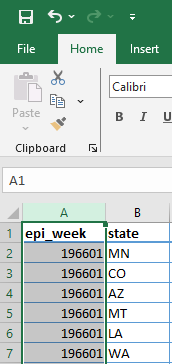 File Home Insert
Paste
Calibri
B I U
Clipboard
A1
A B
1 epi_week state
2 196601 MN
3 196601 CO
4 196601 AZ
5 196601 MT
6 196601 LA
7 196601 WA